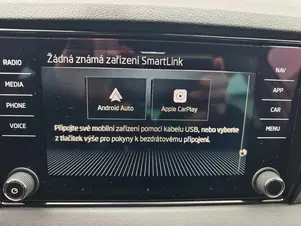 Žádná známá zařízení SmartLink
RADIO
MEDIA
PHONE
VOICE
Android Auto
Apple CarPlay
NAV
APP
CAR
MENU
Připojte své mobilní zařízení pomocí kabelu USB, nebo vyberte
z tlačítek výše pro pokyny k bezdrátovému připojení.